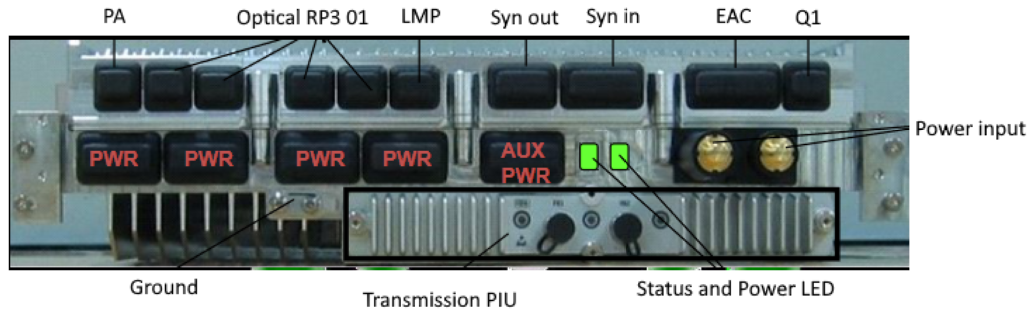 PA
Optical RP3 01
LMP
Syn out
Syn in
EAC
Q1
Power input
PWR
PWR
PWR
PWR
AUX
PWR
Ground
Transmission PIU
Status and Power LED